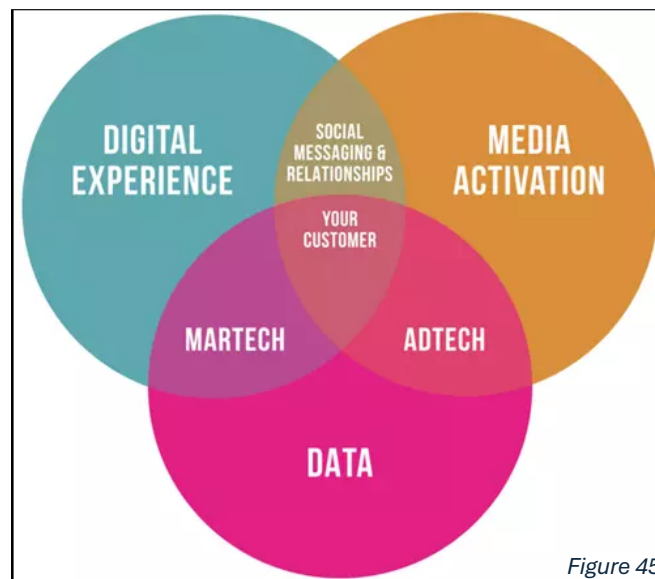 DIGITAL
EXPERIENCE
SOCIAL
MESSAGING &
RELATIONSHIPS
MEDIA
ACTIVATION
YOUR
CUSTOMER
MARTECH
ADTECH
DATA
Figure 45